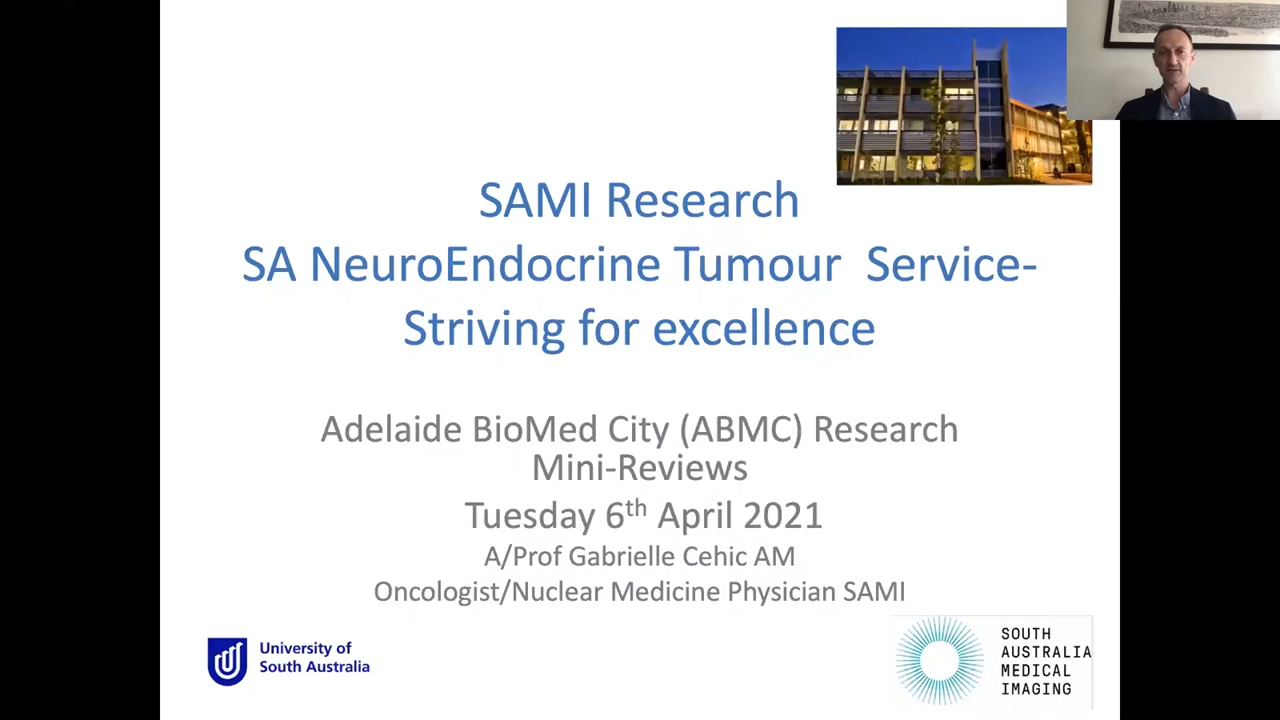 SAMI Research
SA NeuroEndocrine Tumour Service-
Striving for excellence
Adelaide BioMed City (ABMC) Research
Mini-Reviews
Tuesday 6th April 2021
A/Prof Gabrielle Cehic AM
Oncologist/Nuclear Medicine Physician SAMI
University of
South Australia
SOUTH
AUSTRALIA
MEDICAL
IMAGING